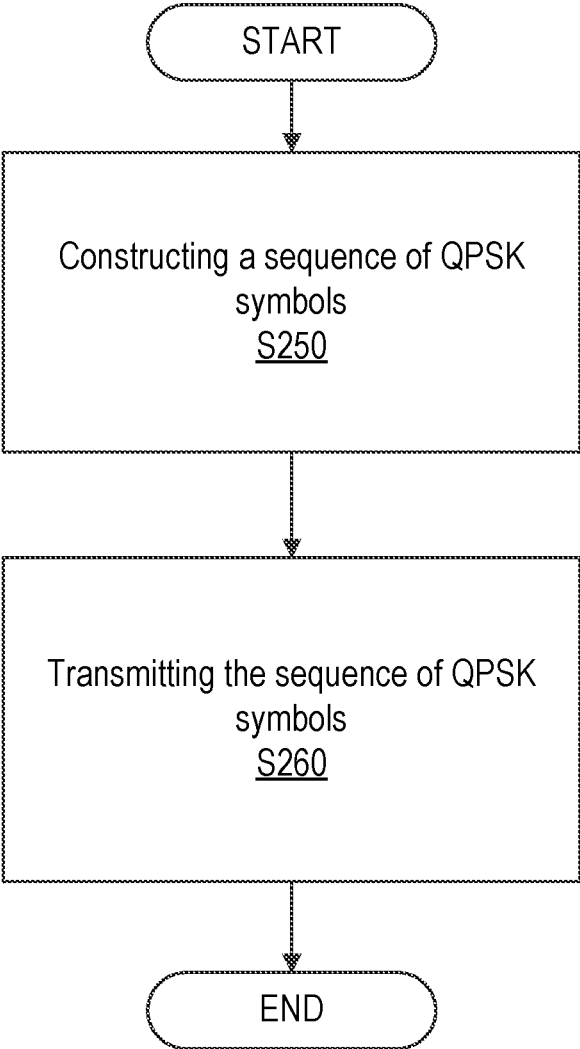 START
Constructing a sequence of QPSK
symbols
S250
Transmitting the sequence of QPSK
symbols
S260
END